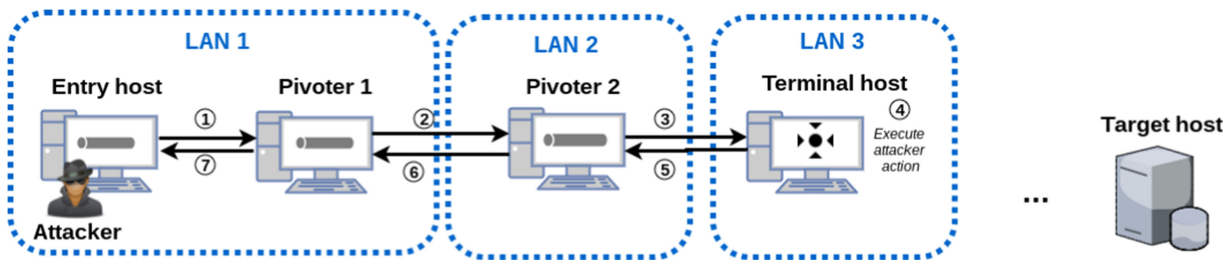 LAN 1
LAN 2
LAN 3
Entry host
Pivoter 1
Pivoter 2
Terminal host
Target host
①
②
③
④
Execute
attacker
action
⑦
⑥
⑤
...
Attacker